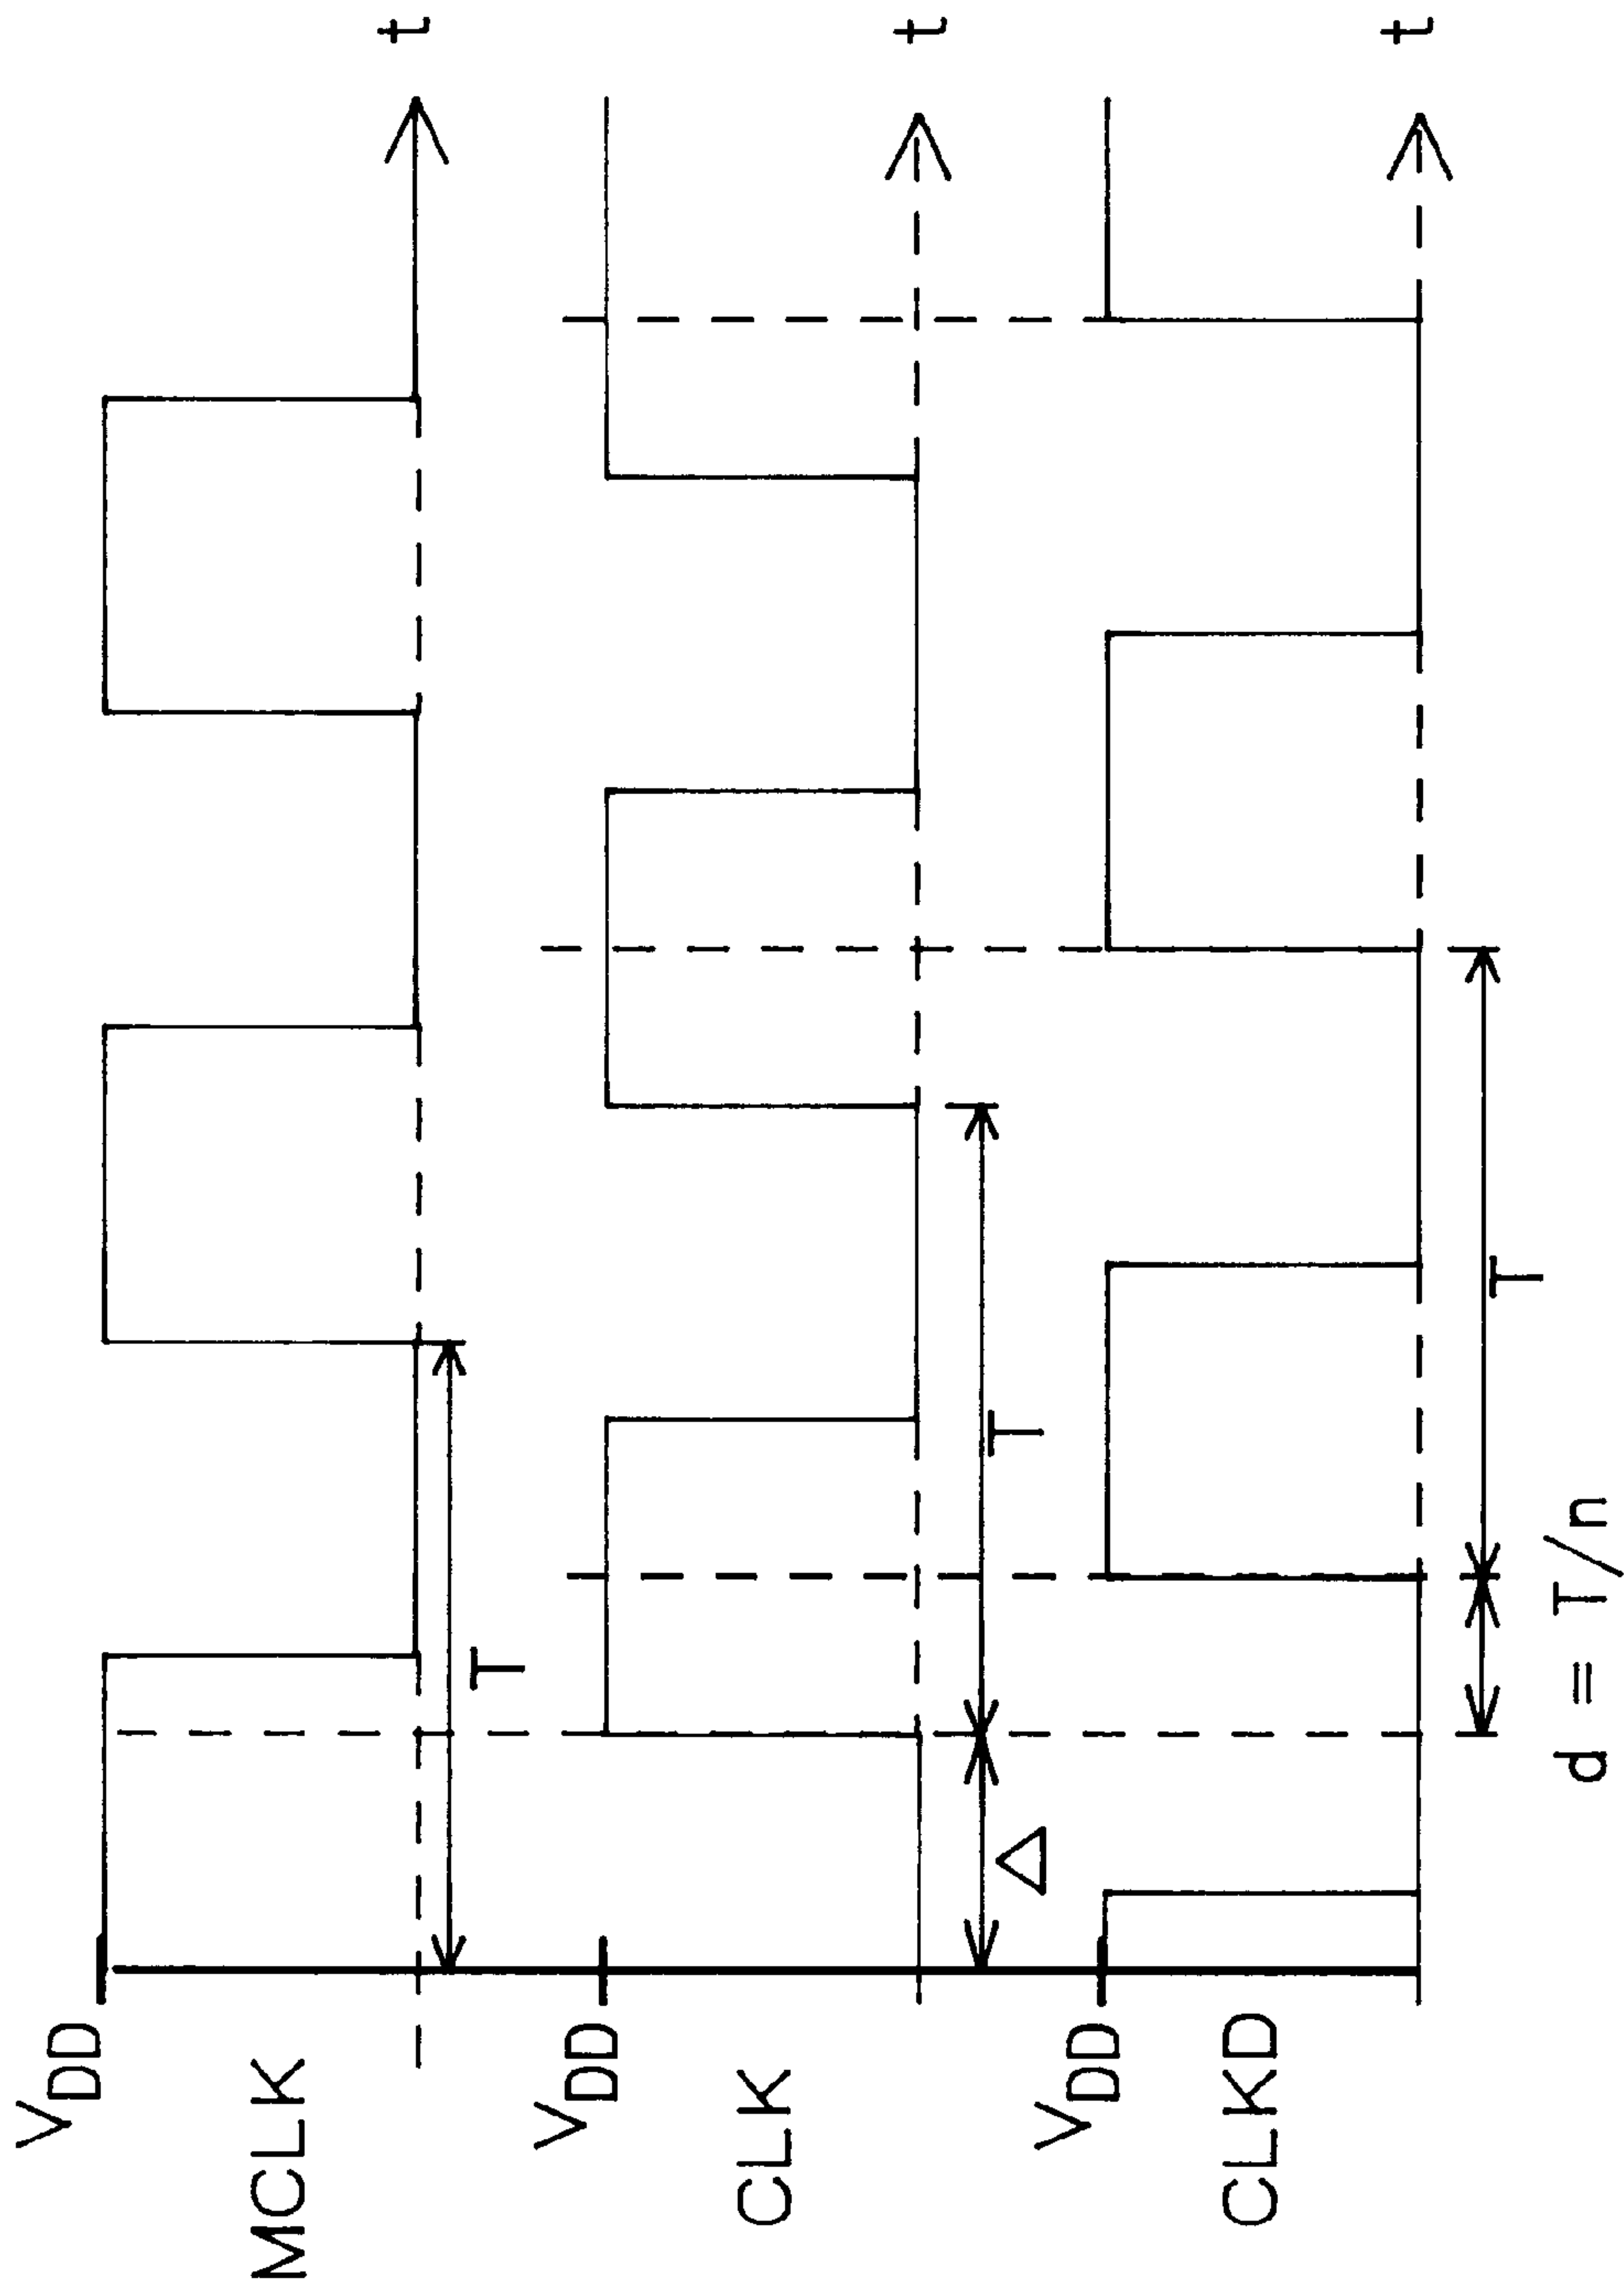 V_DD
MCLK
t
T
V_DD
CLK
t
Δ
T
V_DD
CLKD
t
T
d = T/n